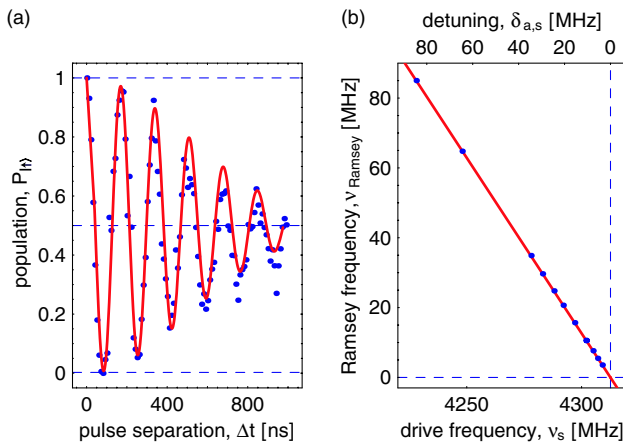 (a)
(b)
detuning, δa,s [MHz]
80 60 40 20 0
1
0.8
0.6
0.4
0.2
0
population, P|↑⟩
0 400 800
pulse separation, Δt [ns]
80
60
40
20
0
Ramsey frequency, νRamsey [MHz]
4250 4300
drive frequency, νs [MHz]